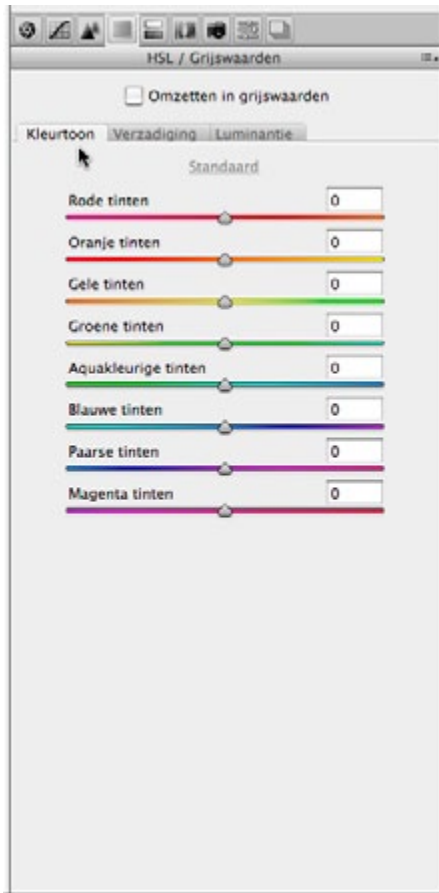 HSL / Grijswaarden
Omzetten in grijswaarden
Kleurtoon Verzadiging Luminantie
Standaard
Rode tinten 0
Oranje tinten 0
Gele tinten 0
Groene tinten 0
Aquakleurige tinten 0
Blauwe tinten 0
Paarse tinten 0
Magenta tinten 0